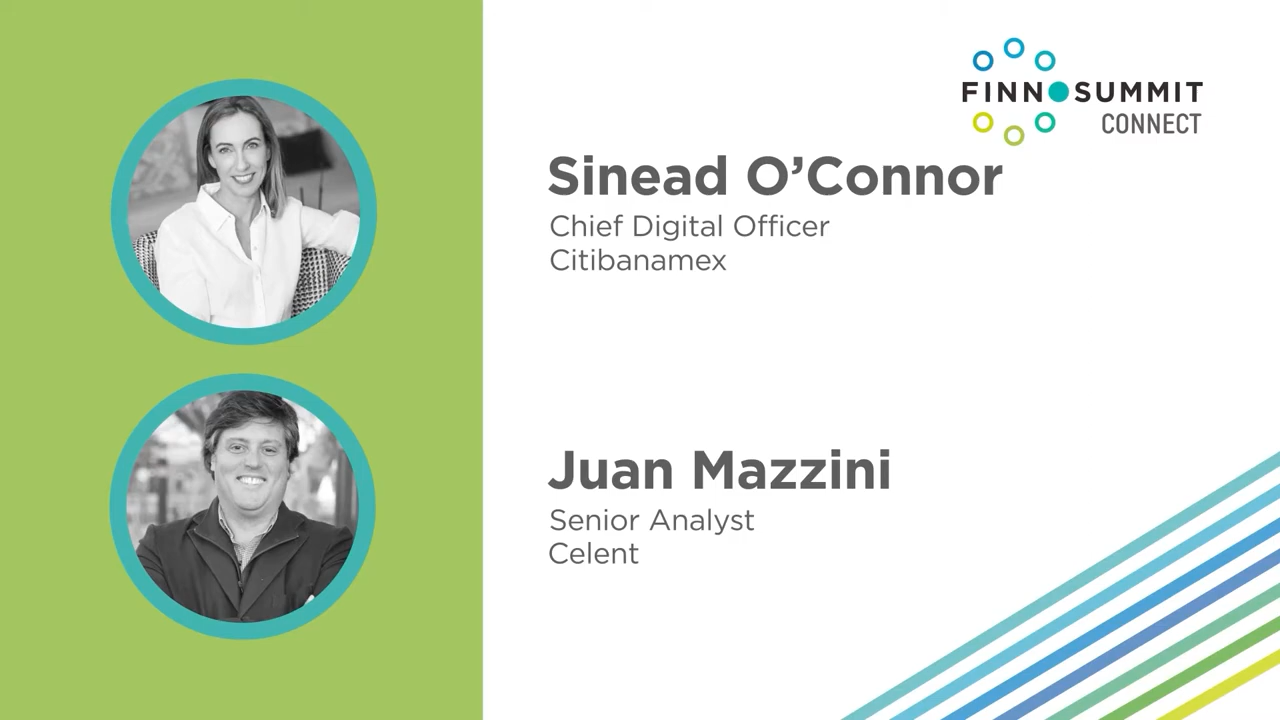 FINNOSUMMIT
CONNECT
Sinead O’Connor
Chief Digital Officer
Citibanamex
Juan Mazzini
Senior Analyst
Celent